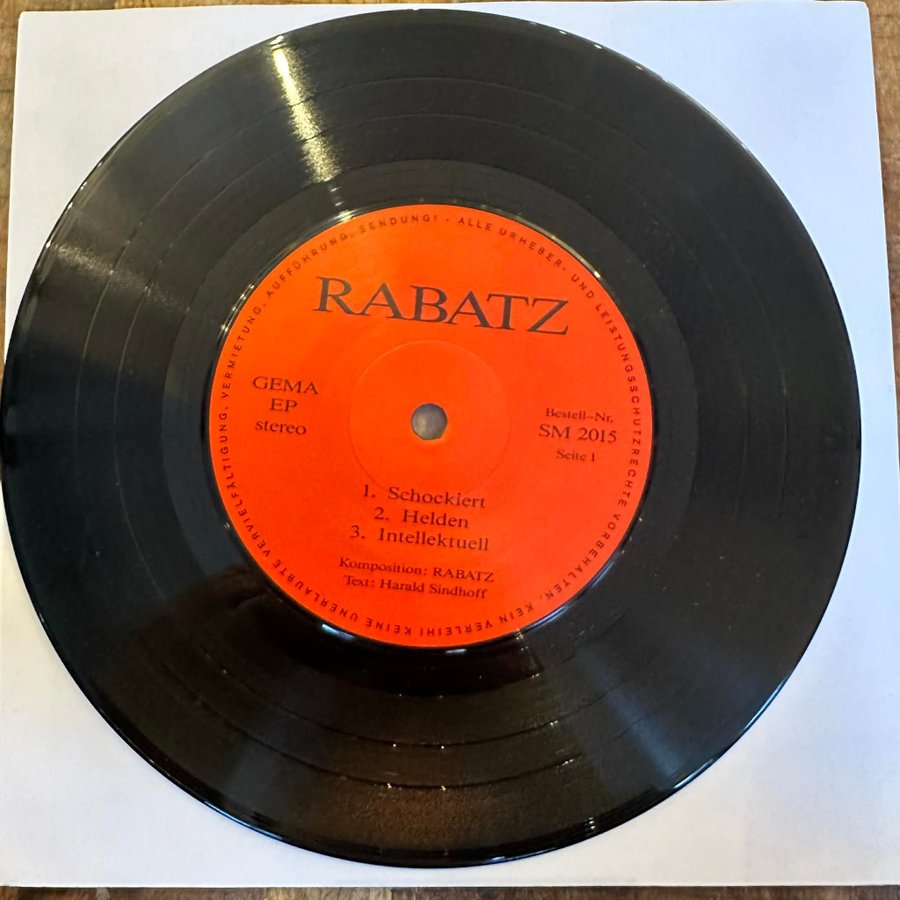 RABATZ
GEMA
EP
stereo
Bestell-Nr.
SM 2015
Seite 1
1. Schockiert
2. Helden
3. Intellektuell
Komposition: RABATZ
Text: Harald Sindhoff
ALLE URHEBER- UND LEISTUNGSSCHUTZRECHTE VORBEHALTEN. KEIN VERLEIH! KEINE UNERLAUBTE VERVIELFÄLTIGUNG, VERMIETUNG, AUFFÜHRUNG, SENDUNG! -